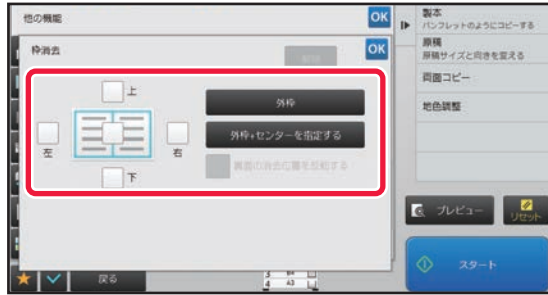 他の機能
OK
枠消去
OK
上
左
右
下
外枠
外枠+センターを指定する
裏面の消去位置を反転する
製本
パンフレットのようにコピーする
原稿
原稿サイズと向きを変える
両面コピー
地色調整
プレビュー
リセット
スタート
戻る
4 A3